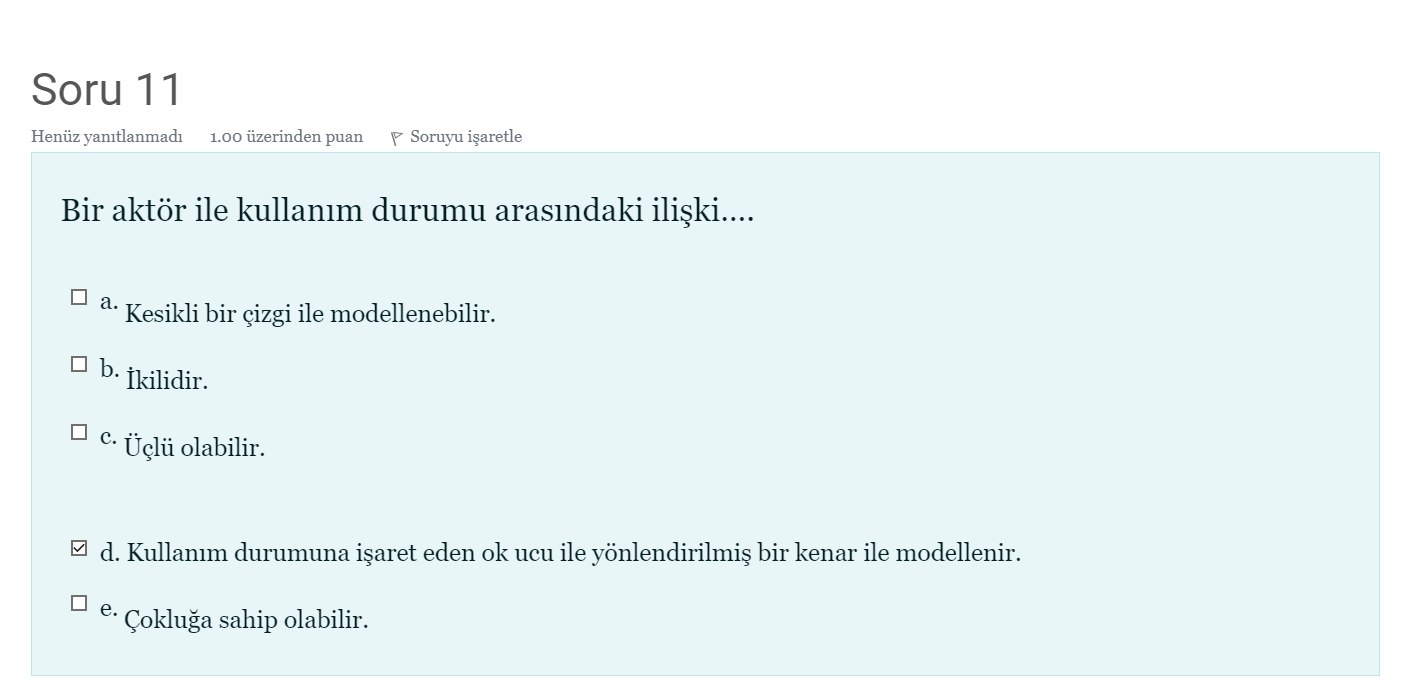 Soru 11
Henüz yanıtlanmadı 1.00 üzerinden puan Soruyu işaretle
Bir aktör ile kullanım durumu arasındaki ilişki....
a. Kesikli bir çizgi ile modellenebilir.
b. İkilidir.
c. Üçlü olabilir.
d. Kullanım durumuna işaret eden ok ucu ile yönlendirilmiş bir kenar ile modellenir.
e. Çokluğa sahip olabilir.